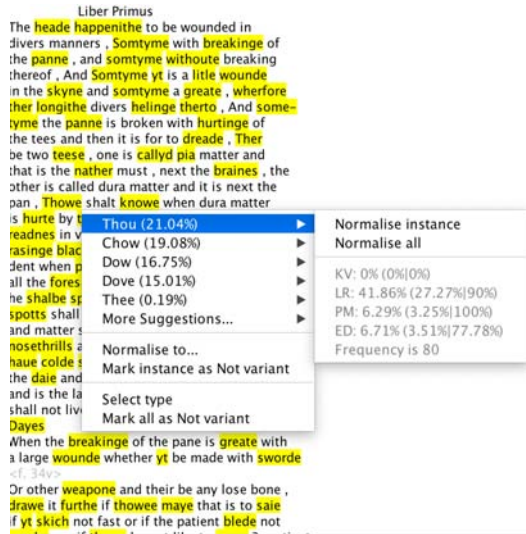 Liber Primus
The heade happenithe to be wounded in
divers manners , Somtyme with breakinge of
the panne , and somtyme withoute breaking
thereof , And Somtyme yt is a litle wounde
in the skyne and somtyme a greate , wherfore
ther longithe divers helinge therto , And some–
tyme the panne is broken with hurtinge of
the tees and then it is for to dreade , Ther
be two teese , one is callyd pia matter and
that is the nather must , next the braines , the
other is called dura matter and it is next the
pan , Thowe shalt knowe when dura matter
is hurte by
readnes in
rasinge
dent when
all the
he shalbe
spotts shall
and matter
nosethrills
haue colde
the daie and
and is the
shall not
Dayes
When the breakinge of the pane is greate with
a large wounde whether yt be made with sworde
<f. 34v>
Or other weapone and their be any lose bone ,
drawe it furthe if thowee maye that is to saie
if yt skich not fast or if the patient blede not
Thou (21.04%)
Chow (19.08%)
Dow (16.75%)
Dove (15.01%)
Thee (0.19%)
More Suggestions...
Normalise to...
Mark instance as Not variant
Select type
Mark all as Not variant
Normalise instance
Normalise all
KV: 0% (0%|0%)
LR: 41.86% (27.27%|90%)
PM: 6.29% (3.25%|100%)
ED: 6.71% (3.51%|77.78%)
Frequency is 80